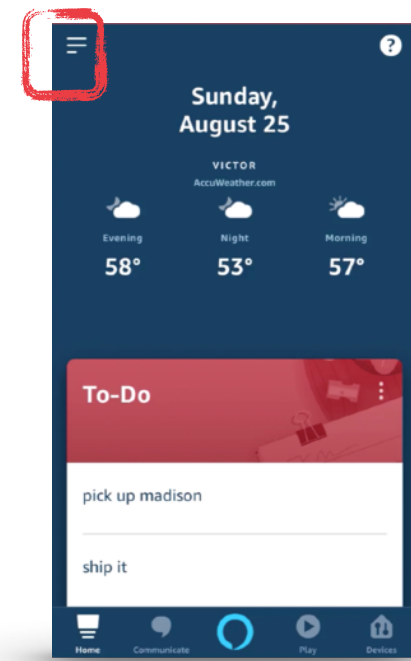 ?
Sunday,
August 25
VICTOR
AccuWeather.com
Evening Night Morning
58° 53° 57°
To-Do
pick up madison
ship it
Home Communicate Play Devices